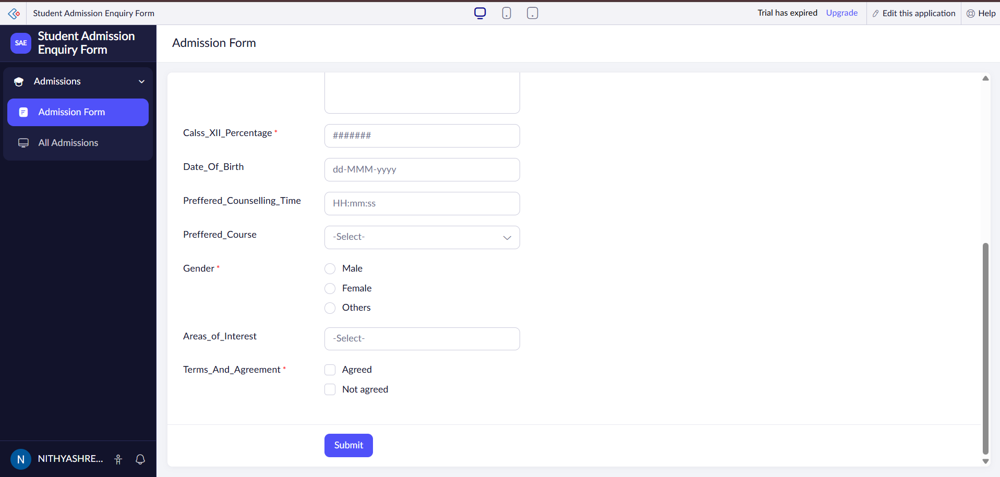 Student Admission Enquiry Form
Trial has expired Upgrade Edit this application Help
SAE Student Admission
Enquiry Form
Admissions
Admission Form
All Admissions
NITHYASHRE...
N
Admission Form
Calss_XII_Percentage * #######
Date_Of_Birth dd-MMM-yyyy
Preffered_Counselling_Time HH:mm:ss
Preffered_Course -Select-
Gender * Male
Female
Others
Areas_of_Interest -Select-
Terms_And_Agreement * Agreed
Not agreed
Submit